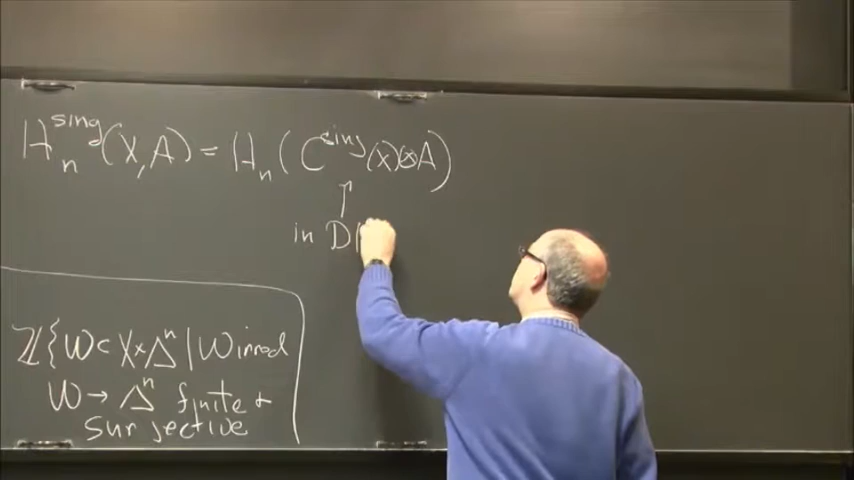 H_n^sing(X, A) = H_n(C^sing(X)⊗A)
↑
in D(
Z{W ⊂ X×Δ^n | W irred
W → Δ^n finite +
surjective